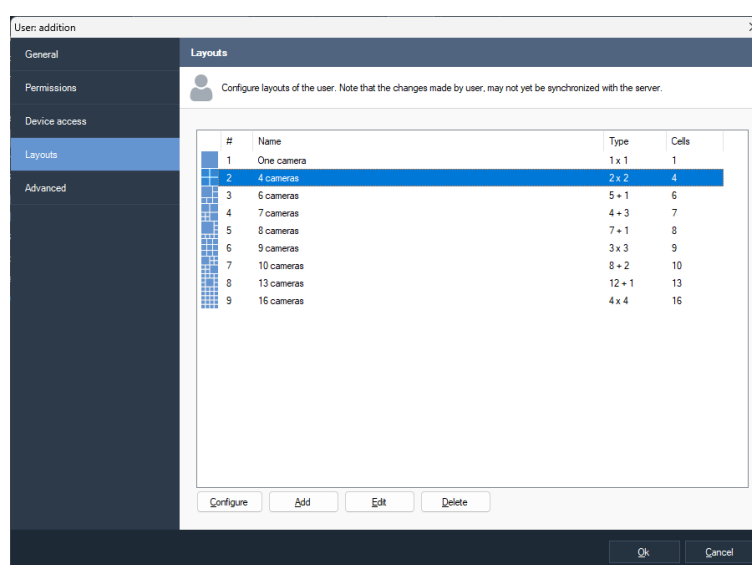 User: addition
General
Permissions
Device access
Layouts
Advanced
Layouts
Configure layouts of the user. Note that the changes made by user, may not yet be synchronized with the server.
# Name Type Cells
1 One camera 1 x 1 1
2 4 cameras 2 x 2 4
3 6 cameras 5 + 1 6
4 7 cameras 4 + 3 7
5 8 cameras 7 + 1 8
6 9 cameras 3 x 3 9
7 10 cameras 8 + 2 10
8 13 cameras 12 + 1 13
9 16 cameras 4 x 4 16
Configure Add Edit Delete
Ok Cancel